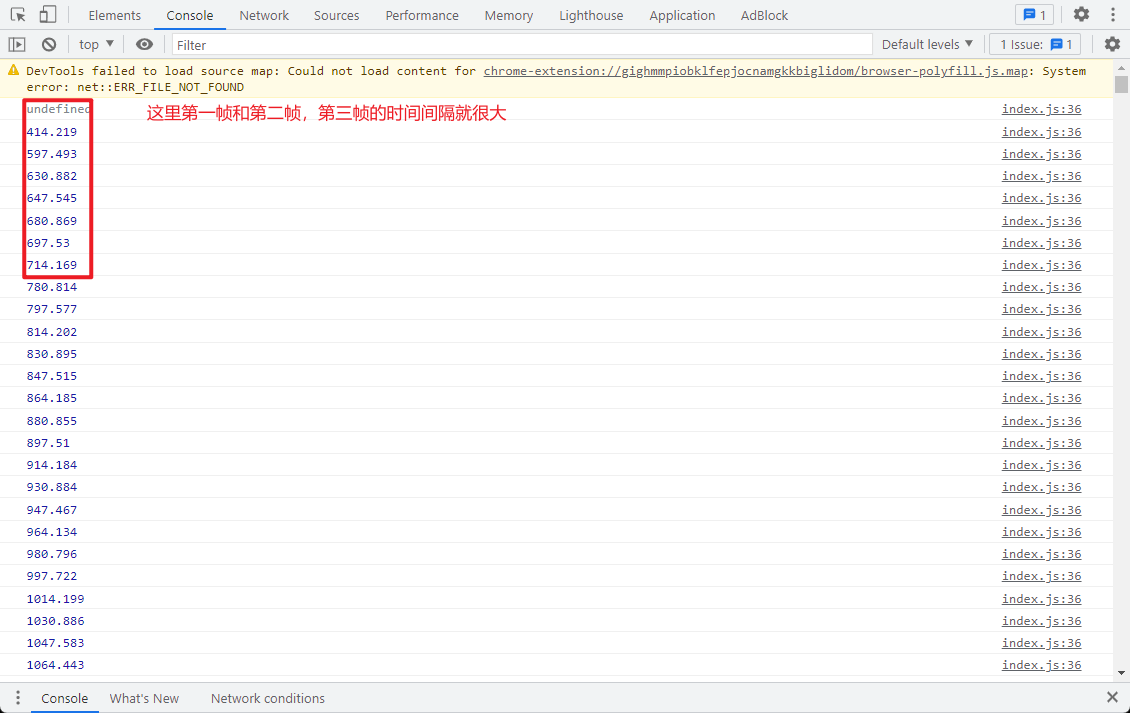 Elements Console Network Sources Performance Memory Lighthouse Application AdBlock 1
top Filter Default levels 1 Issue: 1
DevTools failed to load source map: Could not load content for chrome-extension://gighmmpiobklfepjocnamgkkbiglidom/browser-polyfill.js.map: System
error: net::ERR_FILE_NOT_FOUND
undefined 这里第一帧和第二帧，第三帧的时间间隔就很大 index.js:36
414.219 index.js:36
597.493 index.js:36
630.882 index.js:36
647.545 index.js:36
680.869 index.js:36
697.53 index.js:36
714.169 index.js:36
780.814 index.js:36
797.577 index.js:36
814.202 index.js:36
830.895 index.js:36
847.515 index.js:36
864.185 index.js:36
880.855 index.js:36
897.51 index.js:36
914.184 index.js:36
930.884 index.js:36
947.467 index.js:36
964.134 index.js:36
980.796 index.js:36
997.722 index.js:36
1014.199 index.js:36
1030.886 index.js:36
1047.583 index.js:36
1064.443 index.js:36
Console What's New Network conditions